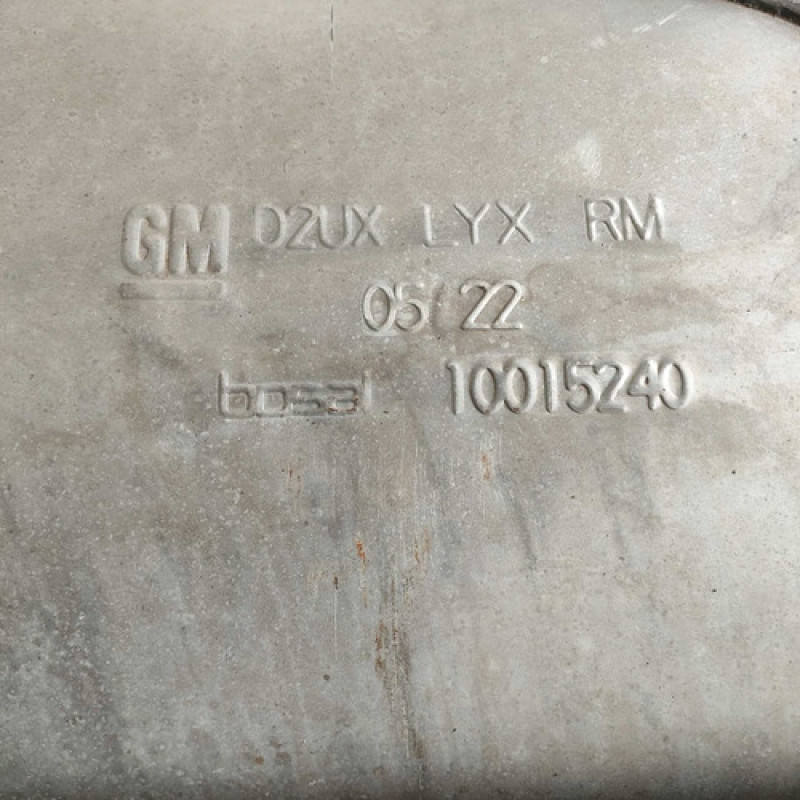 GM D2UX LYX RM
05/22
bosal 10015240